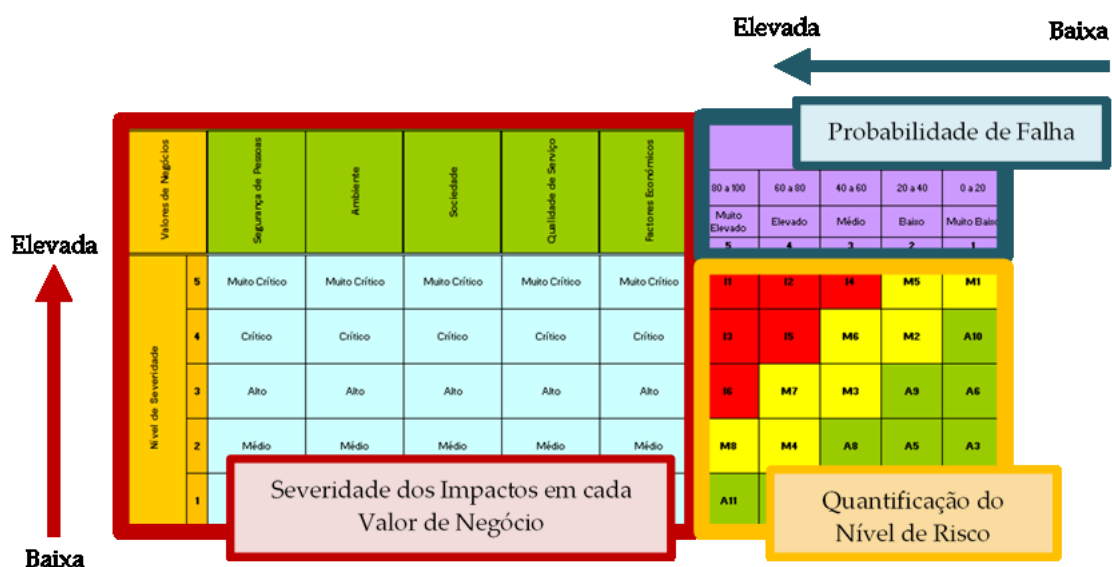 Elevada Baixa
Probabilidade de Falha
Valores de Negócios Segurança de Pessoas Ambiente Sociedade Qualidade de Serviço Factores Económicos
80 a 100 60 a 80 40 a 60 20 a 40 0 a 20
Muito Elevado Elevado Médio Baixo Muito Baixo
5 4 3 2 1
Elevada
Nível de Severidade
5 Muito Crítico Muito Crítico Muito Crítico Muito Crítico Muito Crítico I1 I2 I4 M5 M1
4 Crítico Crítico Crítico Crítico Crítico I3 I5 M6 M2 A10
3 Alto Alto Alto Alto Alto I6 M7 M3 A9 A6
2 Médio Médio Médio Médio Médio M8 M4 A8 A5 A3
1 A11
Severidade dos Impactos em cada
Valor de Negócio
Quantificação do
Nível de Risco
Baixa